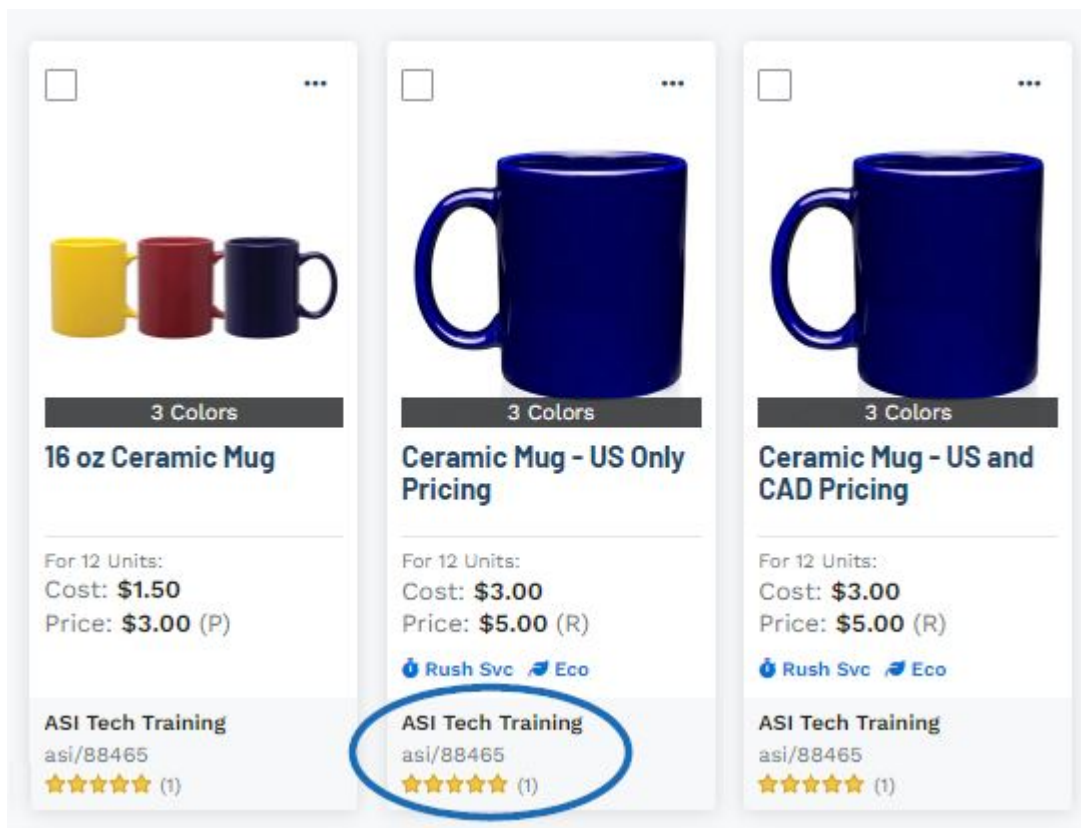 3 Colors
16 oz Ceramic Mug
For 12 Units:
Cost: $1.50
Price: $3.00 (P)
ASI Tech Training
asi/88465
(1)
3 Colors
Ceramic Mug - US Only
Pricing
For 12 Units:
Cost: $3.00
Price: $5.00 (R)
Rush Svc Eco
ASI Tech Training
asi/88465
(1)
3 Colors
Ceramic Mug - US and
CAD Pricing
For 12 Units:
Cost: $3.00
Price: $5.00 (R)
Rush Svc Eco
ASI Tech Training
asi/88465
(1)